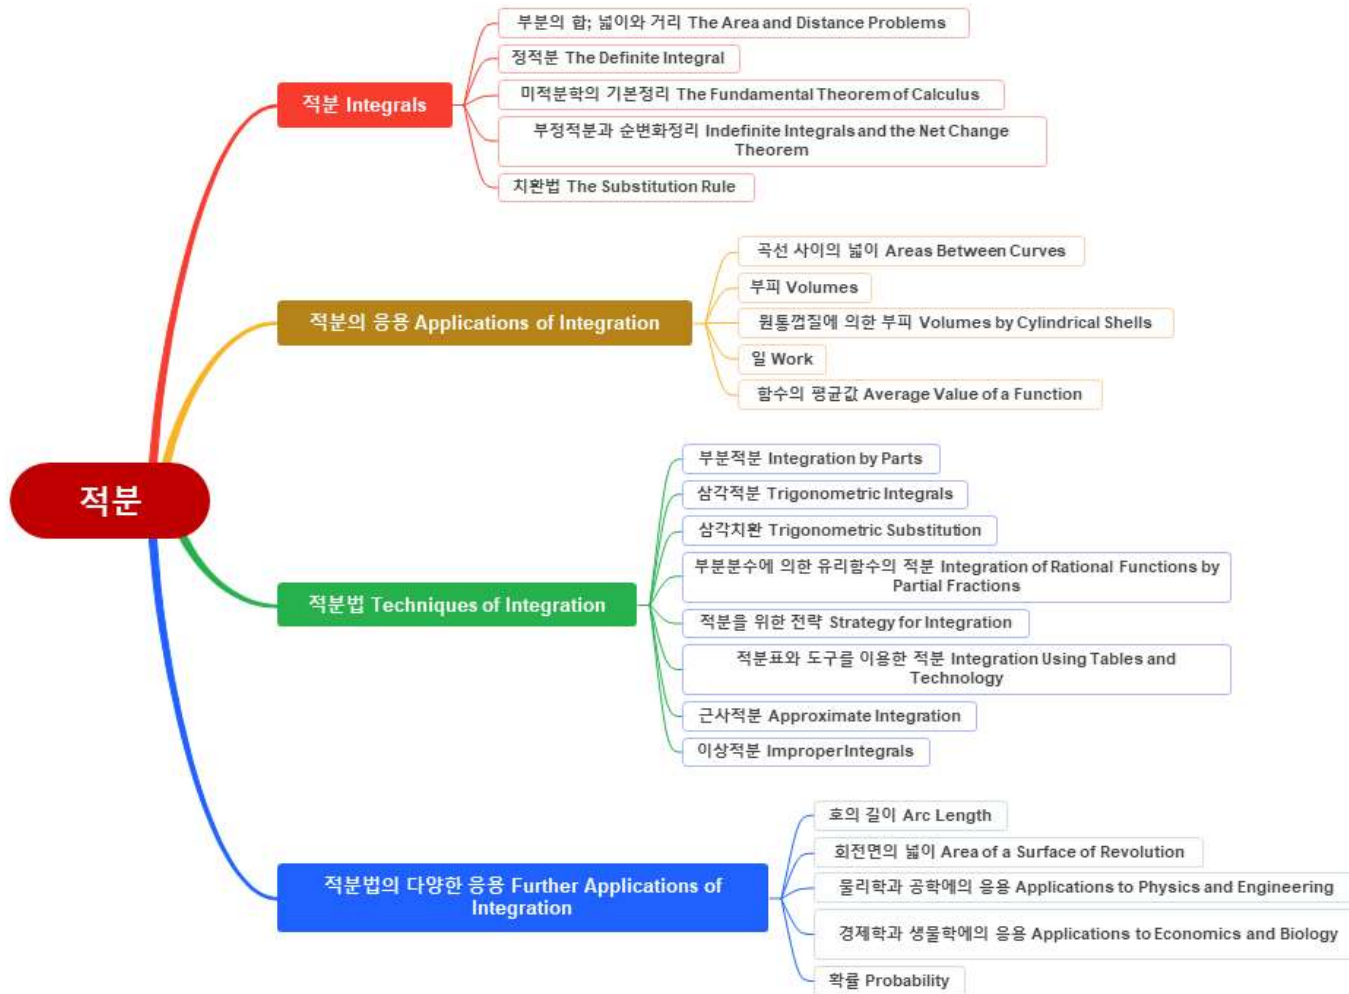 적분
적분 Integrals
부분의 합; 넓이와 거리 The Area and Distance Problems
정적분 The Definite Integral
미적분학의 기본정리 The Fundamental Theorem of Calculus
부정적분과 순변화정리 Indefinite Integrals and the Net Change
Theorem
치환법 The Substitution Rule
적분의 응용 Applications of Integration
곡선 사이의 넓이 Areas Between Curves
부피 Volumes
원통껍질에 의한 부피 Volumes by Cylindrical Shells
일 Work
함수의 평균값 Average Value of a Function
적분법 Techniques of Integration
부분적분 Integration by Parts
삼각적분 Trigonometric Integrals
삼각치환 Trigonometric Substitution
부분분수에 의한 유리함수의 적분 Integration of Rational Functions by
Partial Fractions
적분을 위한 전략 Strategy for Integration
적분표와 도구를 이용한 적분 Integration Using Tables and
Technology
근사적분 Approximate Integration
이상적분 Improper Integrals
적분법의 다양한 응용 Further Applications of
Integration
호의 길이 Arc Length
회전면의 넓이 Area of a Surface of Revolution
물리학과 공학에의 응용 Applications to Physics and Engineering
경제학과 생물학에의 응용 Applications to Economics and Biology
확률 Probability